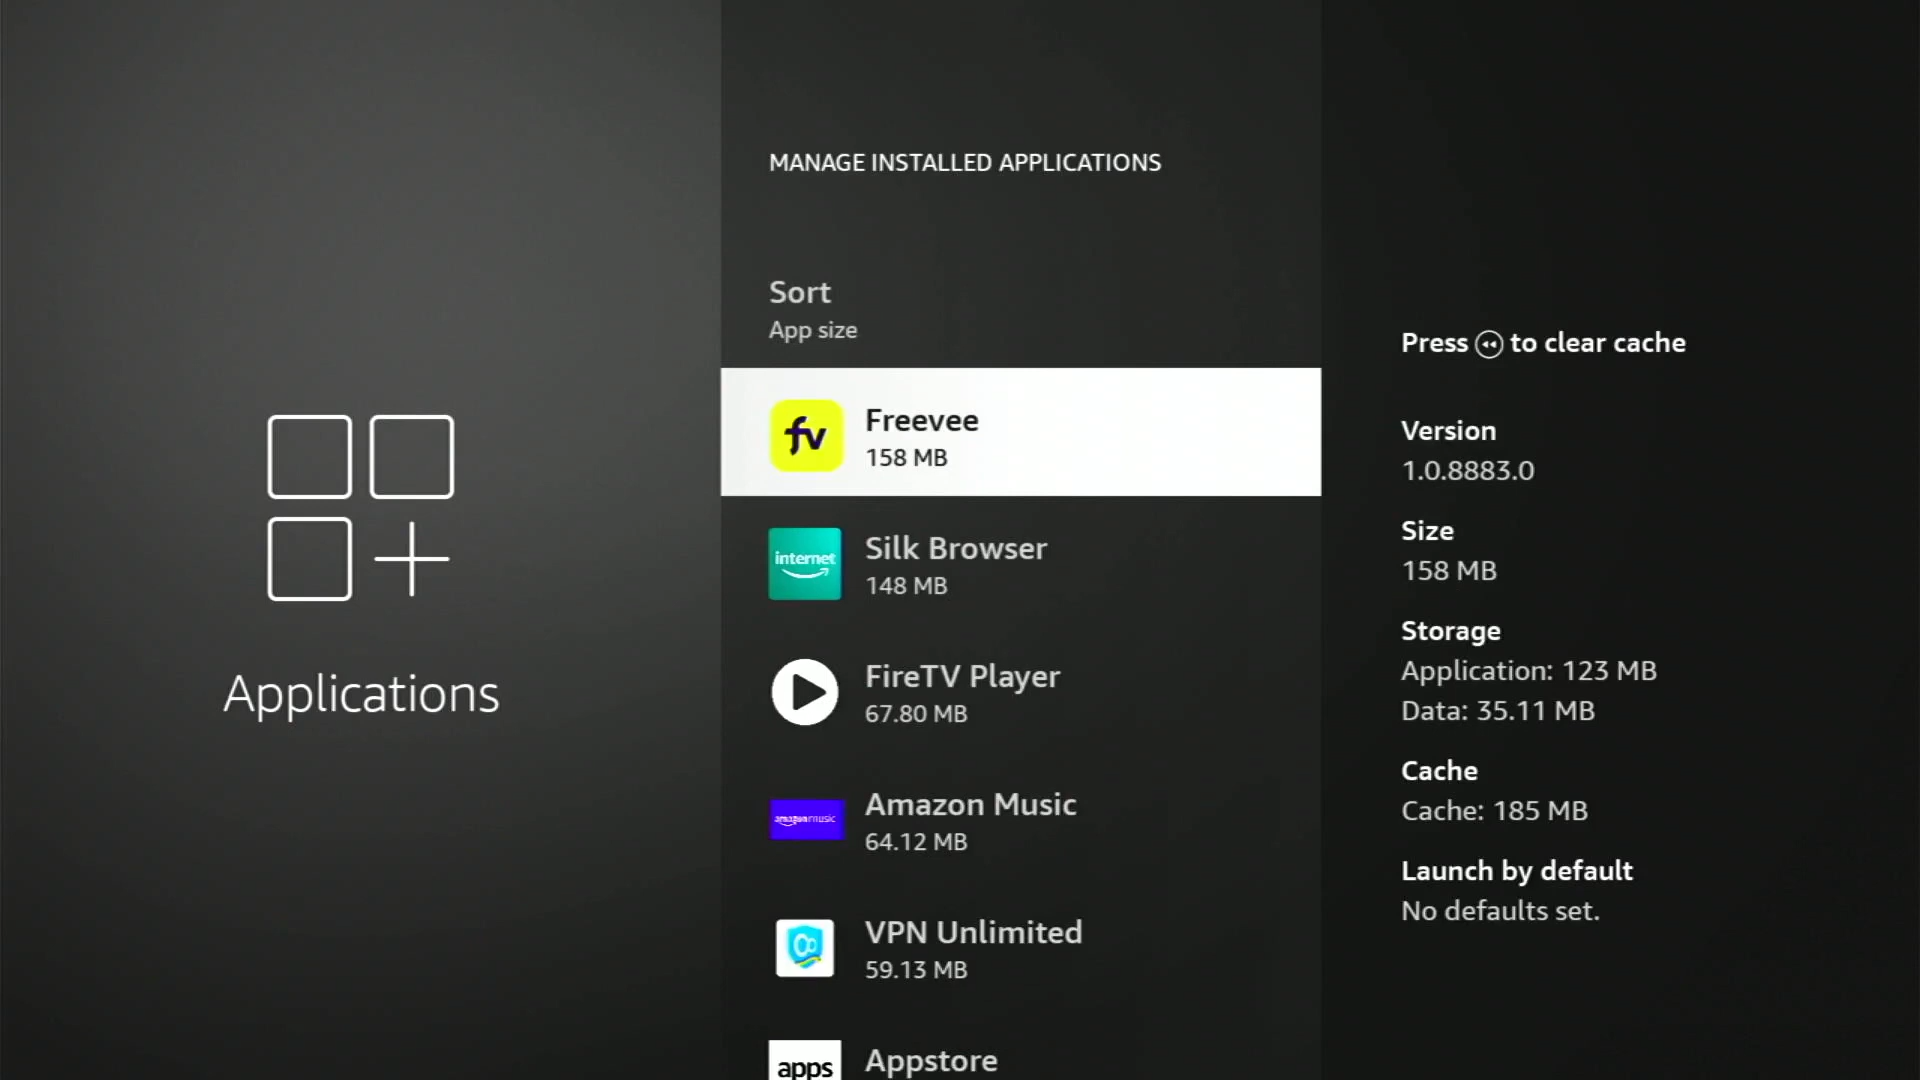 Applications
MANAGE INSTALLED APPLICATIONS
Sort
App size
fv
Freevee
158 MB
internet
Silk Browser
148 MB
FireTV Player
67.80 MB
amazon music
Amazon Music
64.12 MB
VPN Unlimited
59.13 MB
apps
Appstore
Press to clear cache
Version
1.0.8883.0
Size
158 MB
Storage
Application: 123 MB
Data: 35.11 MB
Cache
Cache: 185 MB
Launch by default
No defaults set.